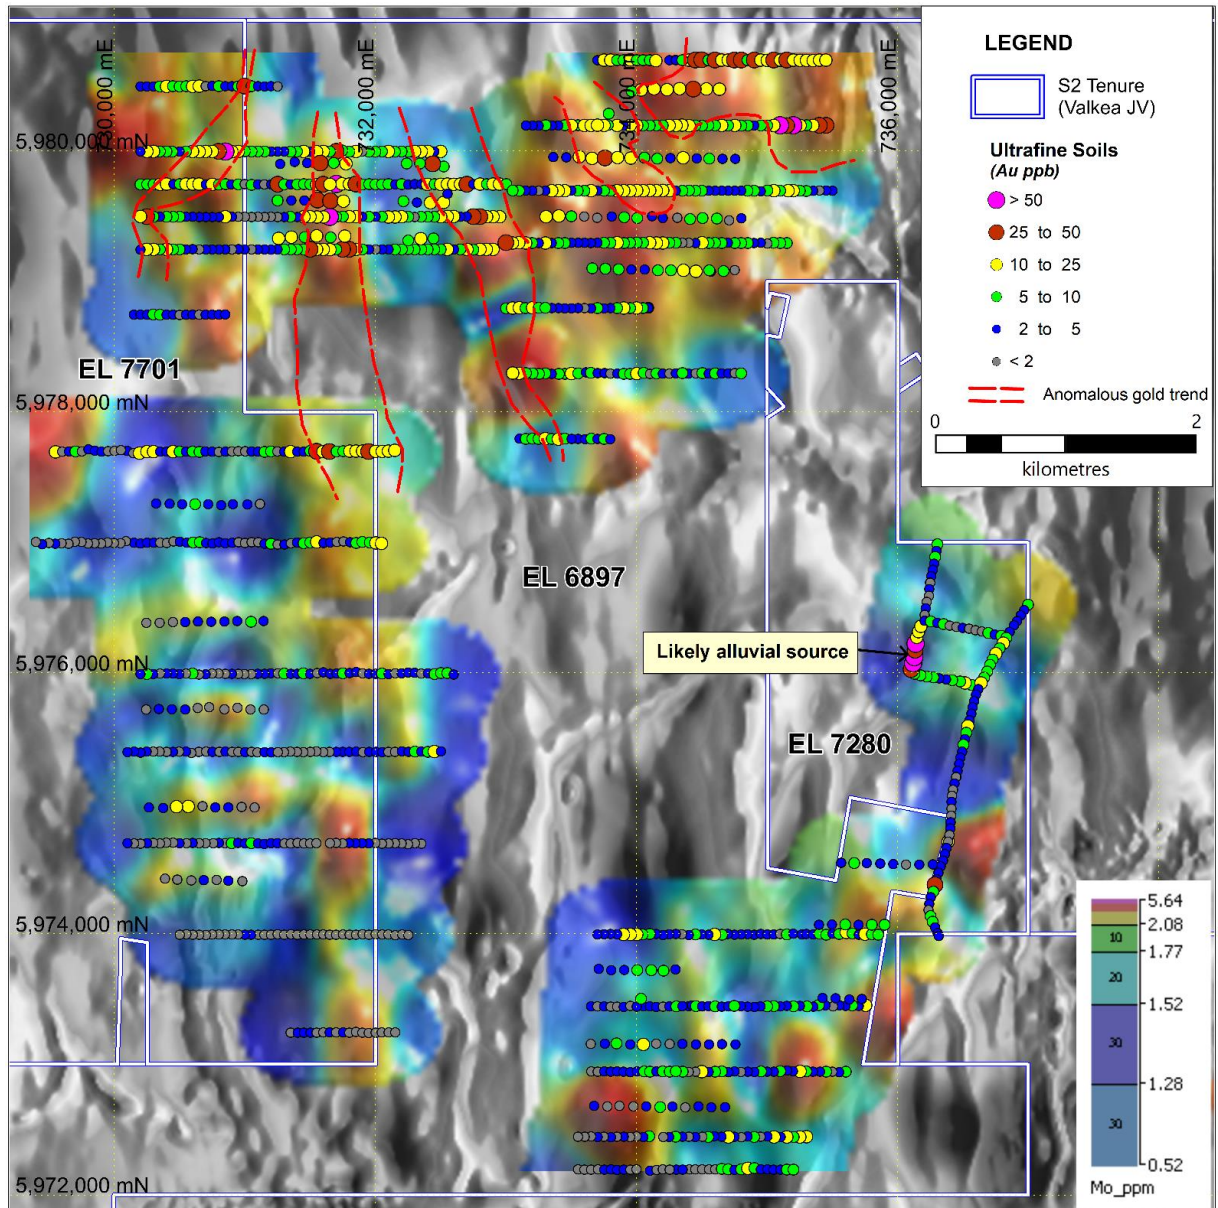 LEGEND
S2 Tenure
(Valkea JV)
Ultrafine Soils
(Au ppb)
> 50
25 to 50
10 to 25
5 to 10
2 to 5
< 2
Anomalous gold trend
0 2
kilometres
730,000 mE
732,000 mE
734,000 mE
736,000 mE
5,980,000 mN
EL 7701
5,978,000 mN
EL 6897
5,976,000 mN
Likely alluvial source
EL 7280
5,974,000 mN
5,972,000 mN
5.64
2.08
10
1.77
20
1.52
30
1.28
30
0.52
Mo_ppm